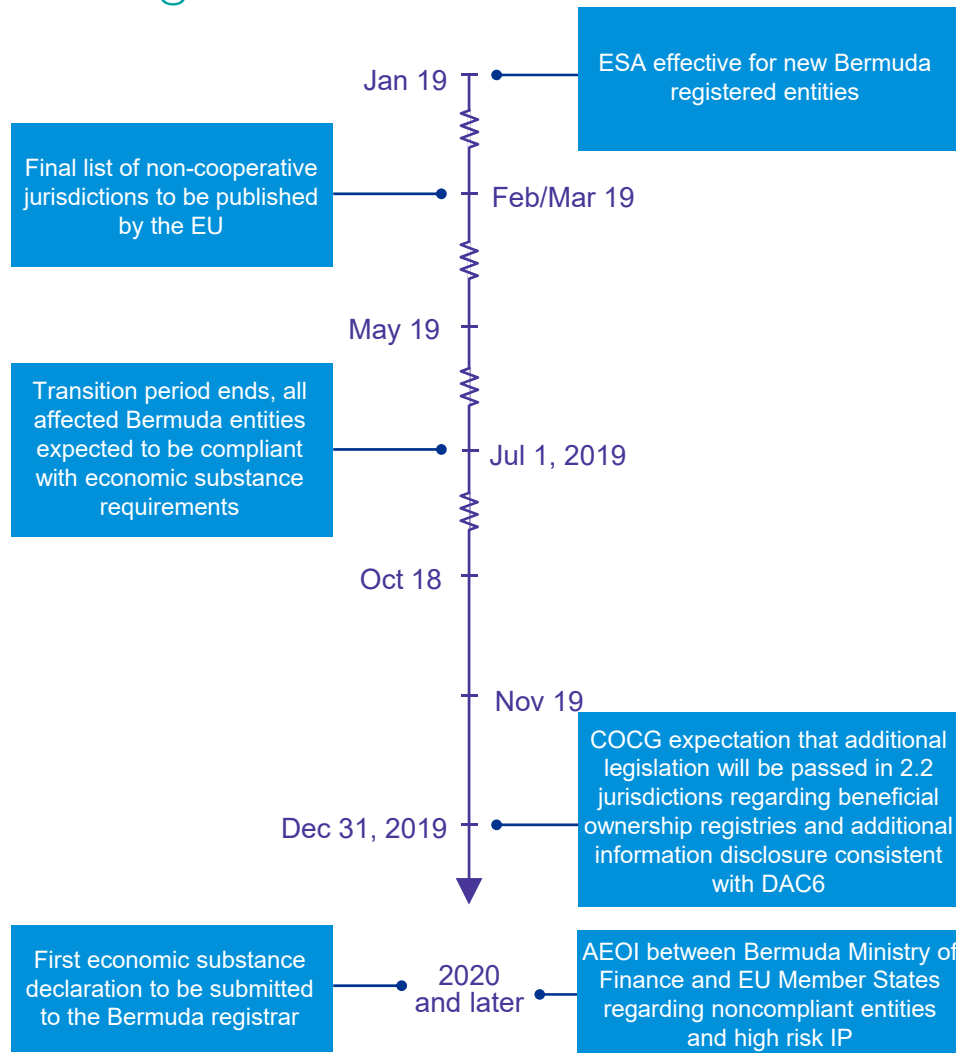 Jan 19
ESA effective for new Bermuda
registered entities
Final list of non-cooperative
jurisdictions to be published
by the EU
Feb/Mar 19
May 19
Transition period ends, all
affected Bermuda entities
expected to be compliant
with economic substance
requirements
Jul 1, 2019
Oct 18
Nov 19
COCG expectation that additional
legislation will be passed in 2.2
jurisdictions regarding beneficial
ownership registries and additional
information disclosure consistent
with DAC6
Dec 31, 2019
First economic substance
declaration to be submitted
to the Bermuda registrar
2020
and later
AEOI between Bermuda Ministry of
Finance and EU Member States
regarding noncompliant entities
and high risk IP